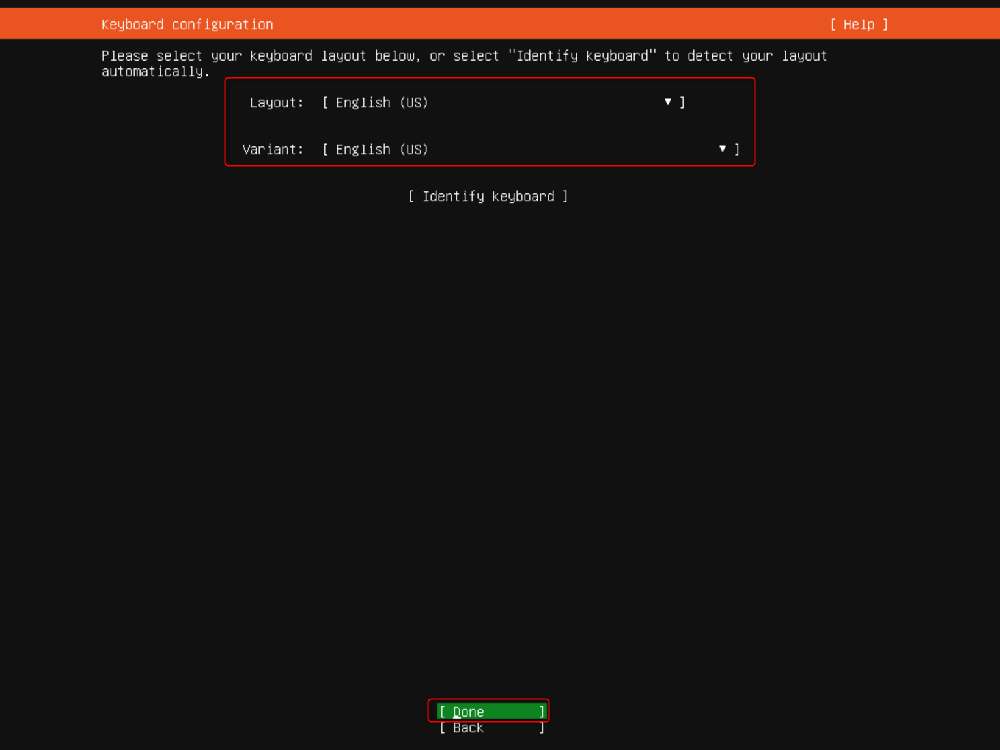 Keyboard configuration [ Help ]
Please select your keyboard layout below, or select "Identify keyboard" to detect your layout
automatically.
Layout: [ English (US) ▼ ]
Variant: [ English (US) ▼ ]
[ Identify keyboard ]
[ Done ]
[ Back ]